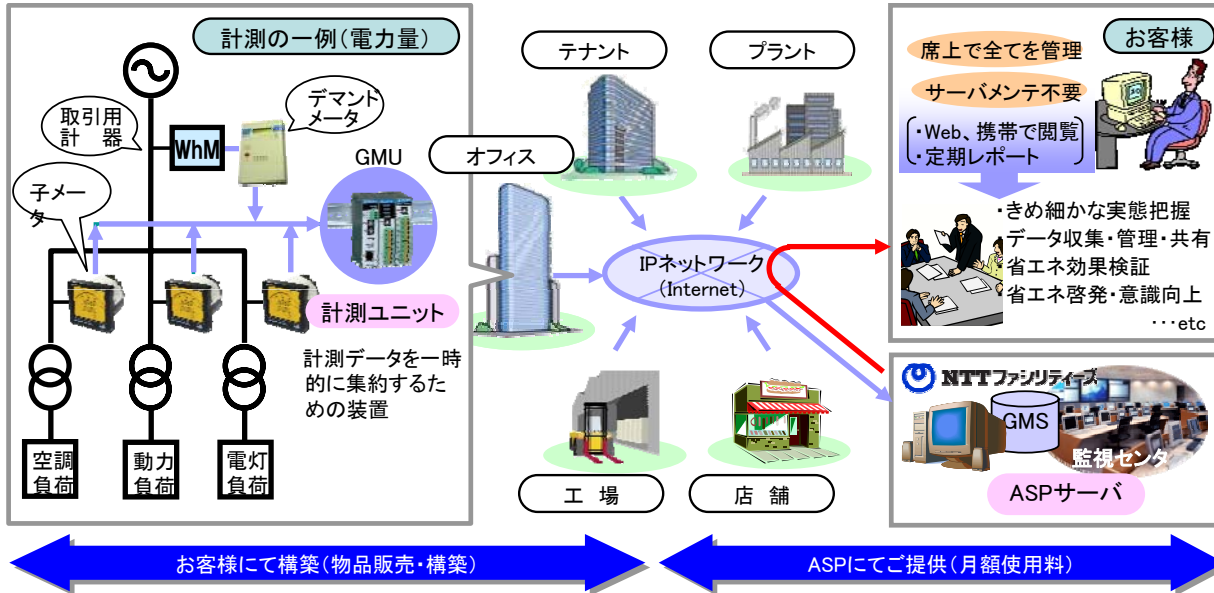 計測の一例(電力量)
取引用
計 器
WhM
デマンド
メータ
GMU
子メー
タ
計測ユニット
計測データを一時
的に集約するた
めの装置
空調
負荷
動力
負荷
電灯
負荷
テナント
プラント
オフィス
IPネットワーク
(Internet)
工 場
店 舗
お客様
席上で全てを管理
サーバメンテ不要
・Web、携帯で閲覧
・定期レポート
・きめ細かな実態把握
・データ収集・管理・共有
・省エネ効果検証
・省エネ啓発・意識向上
･･･etc
NTTファシリティーズ
GMS
監視センタ
ASPサーバ
お客様にて構築(物品販売・構築)
ASPにてご提供(月額使用料)